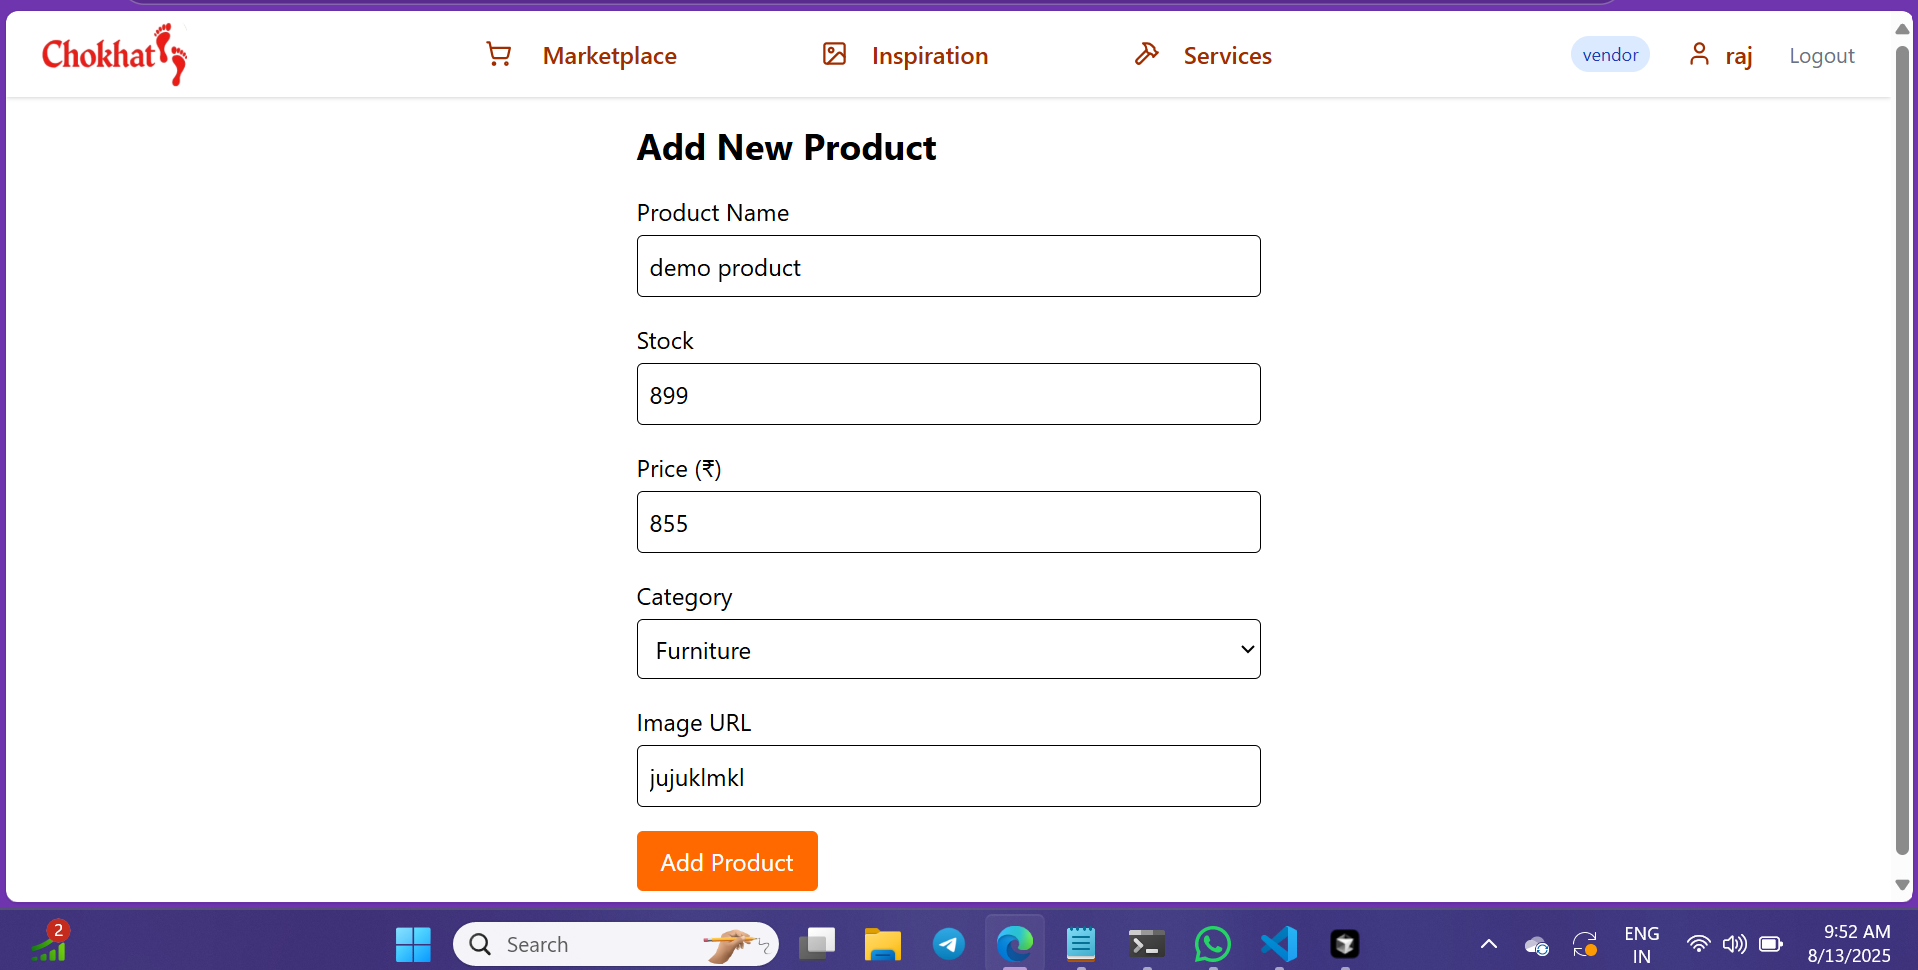 Chokhat
Marketplace
Inspiration
Services
vendor
raj
Logout
Add New Product
Product Name
demo product
Stock
899
Price (₹)
855
Category
Furniture
Image URL
jujuklmkl
Add Product
2
Search
ENG
IN
9:52 AM
8/13/2025